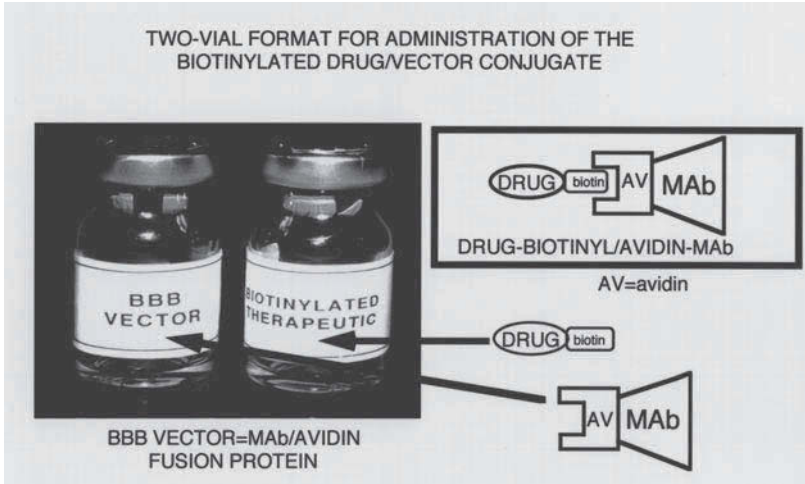 TWO-VIAL FORMAT FOR ADMINISTRATION OF THE
BIOTINYLATED DRUG/VECTOR CONJUGATE
BBB
VECTOR
BIOTINYLATED
THERAPEUTIC
DRUG biotin AV MAb
DRUG-BIOTINYL/AVIDIN-MAb
AV=avidin
DRUG biotin
AV MAb
BBB VECTOR=MAb/AVIDIN
FUSION PROTEIN